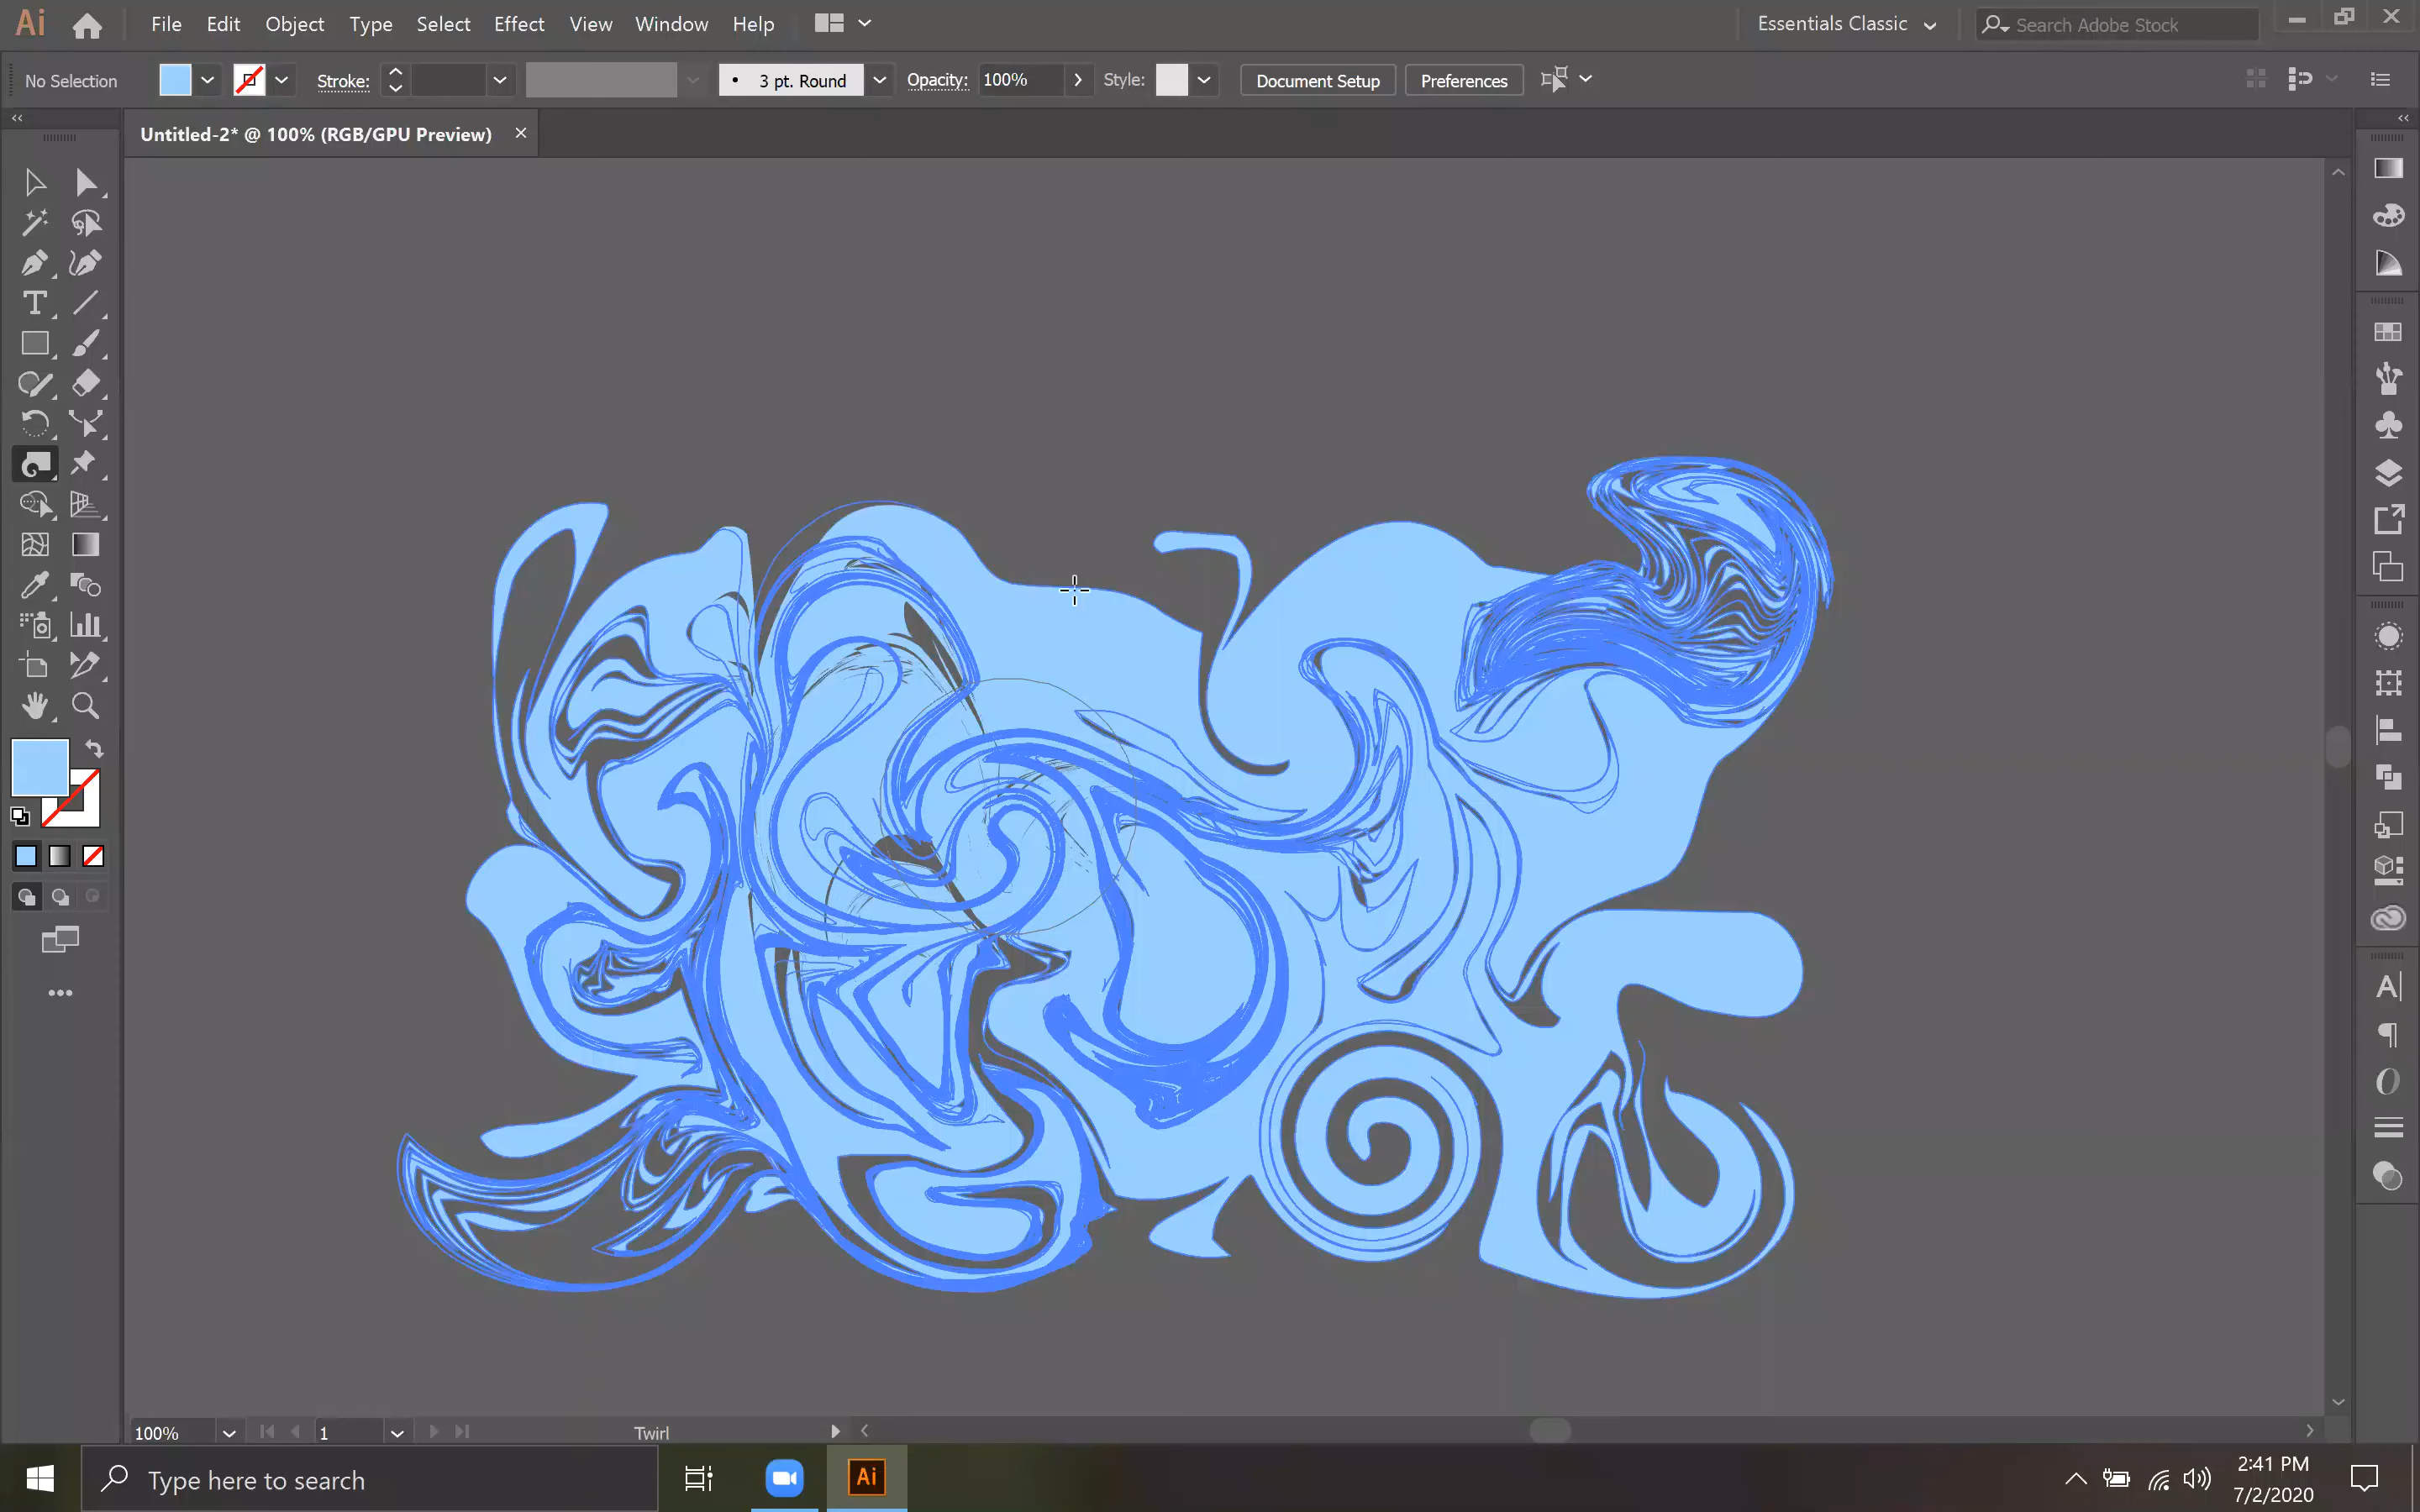 Ai File Edit Object Type Select Effect View Window Help Essentials Classic Search Adobe Stock
No Selection Stroke: 3 pt. Round Opacity: 100% Style: Document Setup Preferences
Untitled-2* @ 100% (RGB/GPU Preview)
100% 1 Twirl
Type here to search Ai 2:41 PM
7/2/2020